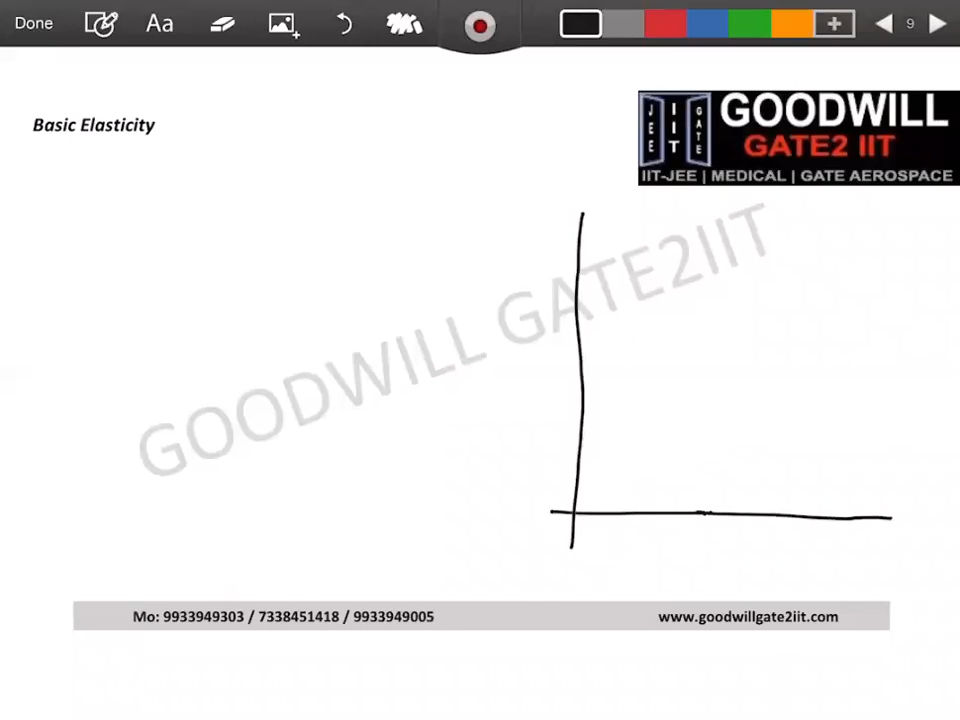 Done Aa 9
Basic Elasticity
JEE IIT GATE
GOODWILL
GATE2 IIT
IIT-JEE | MEDICAL | GATE AEROSPACE
GOODWILL GATE2IIT
Mo: 9933949303 / 7338451418 / 9933949005 www.goodwillgate2iit.com